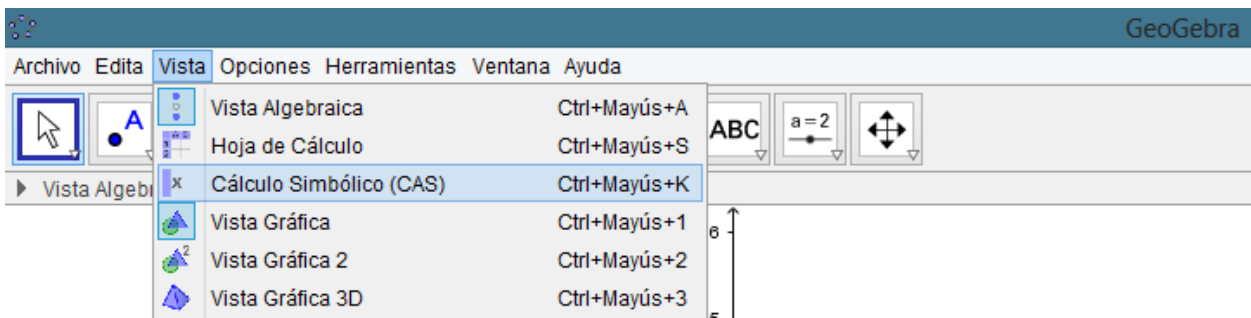 GeoGebra
Archivo Edita Vista Opciones Herramientas Ventana Ayuda
A ABC a = 2
Vista Algebraica Ctrl+Mayús+A
Hoja de Cálculo Ctrl+Mayús+S
x Cálculo Simbólico (CAS) Ctrl+Mayús+K
Vista Algeb
Vista Gráfica Ctrl+Mayús+1
6
2 Vista Gráfica 2 Ctrl+Mayús+2
Vista Gráfica 3D Ctrl+Mayús+3
5